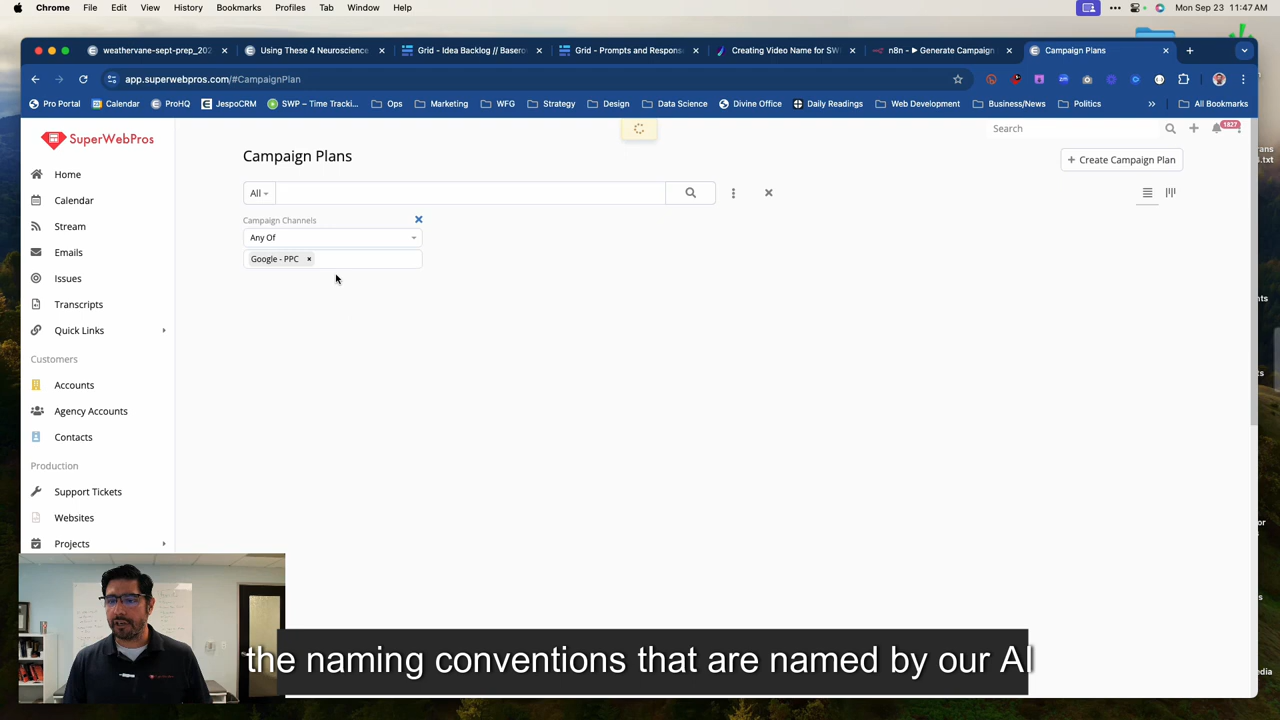 Chrome File Edit View History Bookmarks Profiles Tab Window Help
Mon Sep 23 11:47 AM
weathervane-sept-prep_202
Using These 4 Neuroscience
Grid - Idea Backlog // Basero
Grid - Prompts and Respons
Creating Video Name for SW
n8n - ▶ Generate Campaign
Campaign Plans
app.superwebpros.com/#CampaignPlan
Pro Portal Calendar ProHQ JespoCRM SWP – Time Tracki... Ops Marketing WFG Strategy Design Data Science Divine Office Daily Readings Web Development Business/News Politics » All Bookmarks
SuperWebPros
Search
1827
Home
Calendar
Stream
Emails
Issues
Transcripts
Quick Links
Customers
Accounts
Agency Accounts
Contacts
Production
Support Tickets
Websites
Projects
Campaign Plans
+ Create Campaign Plan
All
Campaign Channels
Any Of
Google - PPC ×
the naming conventions that are named by our AI